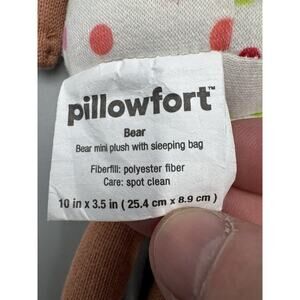 pillowfort™
Bear
Bear mini plush with sleeping bag
Fiberfill: polyester fiber
Care: spot clean
10 in x 3.5 in ( 25.4 cm x 8.9 cm )